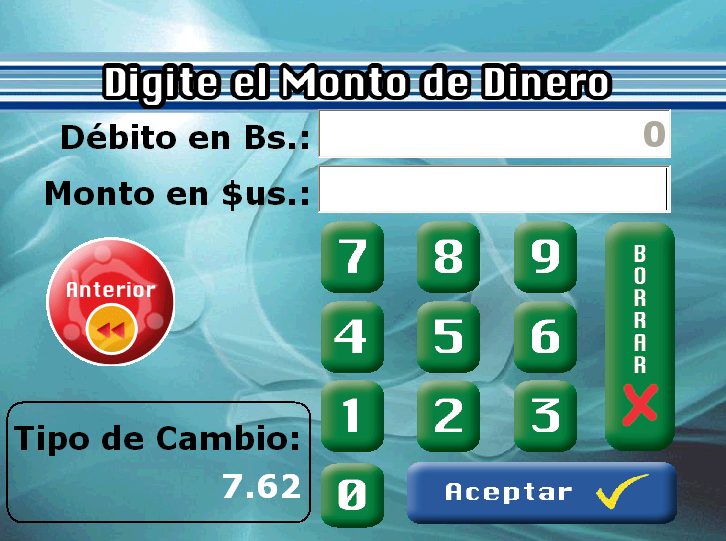 Digite el Monto de Dinero
Débito en Bs.: 0
Monto en $us.:
7 8 9
BORRAR
Anterior
4 5 6
1 2 3
Tipo de Cambio:
7.62
0 Aceptar